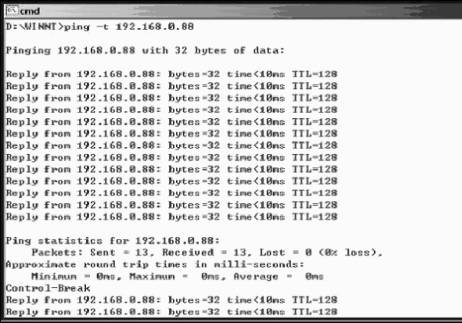 cmd
D:\WINNT>ping -t 192.168.0.88
Pinging 192.168.0.88 with 32 bytes of data:
Reply from 192.168.0.88: bytes=32 time<10ms TTL=128
Reply from 192.168.0.88: bytes=32 time<10ms TTL=128
Reply from 192.168.0.88: bytes=32 time<10ms TTL=128
Reply from 192.168.0.88: bytes=32 time<10ms TTL=128
Reply from 192.168.0.88: bytes=32 time<10ms TTL=128
Reply from 192.168.0.88: bytes=32 time<10ms TTL=128
Reply from 192.168.0.88: bytes=32 time<10ms TTL=128
Reply from 192.168.0.88: bytes=32 time<10ms TTL=128
Reply from 192.168.0.88: bytes=32 time<10ms TTL=128
Reply from 192.168.0.88: bytes=32 time<10ms TTL=128
Reply from 192.168.0.88: bytes=32 time<10ms TTL=128
Reply from 192.168.0.88: bytes=32 time<10ms TTL=128
Reply from 192.168.0.88: bytes=32 time<10ms TTL=128
Ping statistics for 192.168.0.88:
Packets: Sent = 13, Received = 13, Lost = 0 (0% loss),
Approximate round trip times in milli-seconds:
Minimum = 0ms, Maximum = 0ms, Average = 0ms
Control-Break
Reply from 192.168.0.88: bytes=32 time<10ms TTL=128
Reply from 192.168.0.88: bytes=32 time<10ms TTL=128